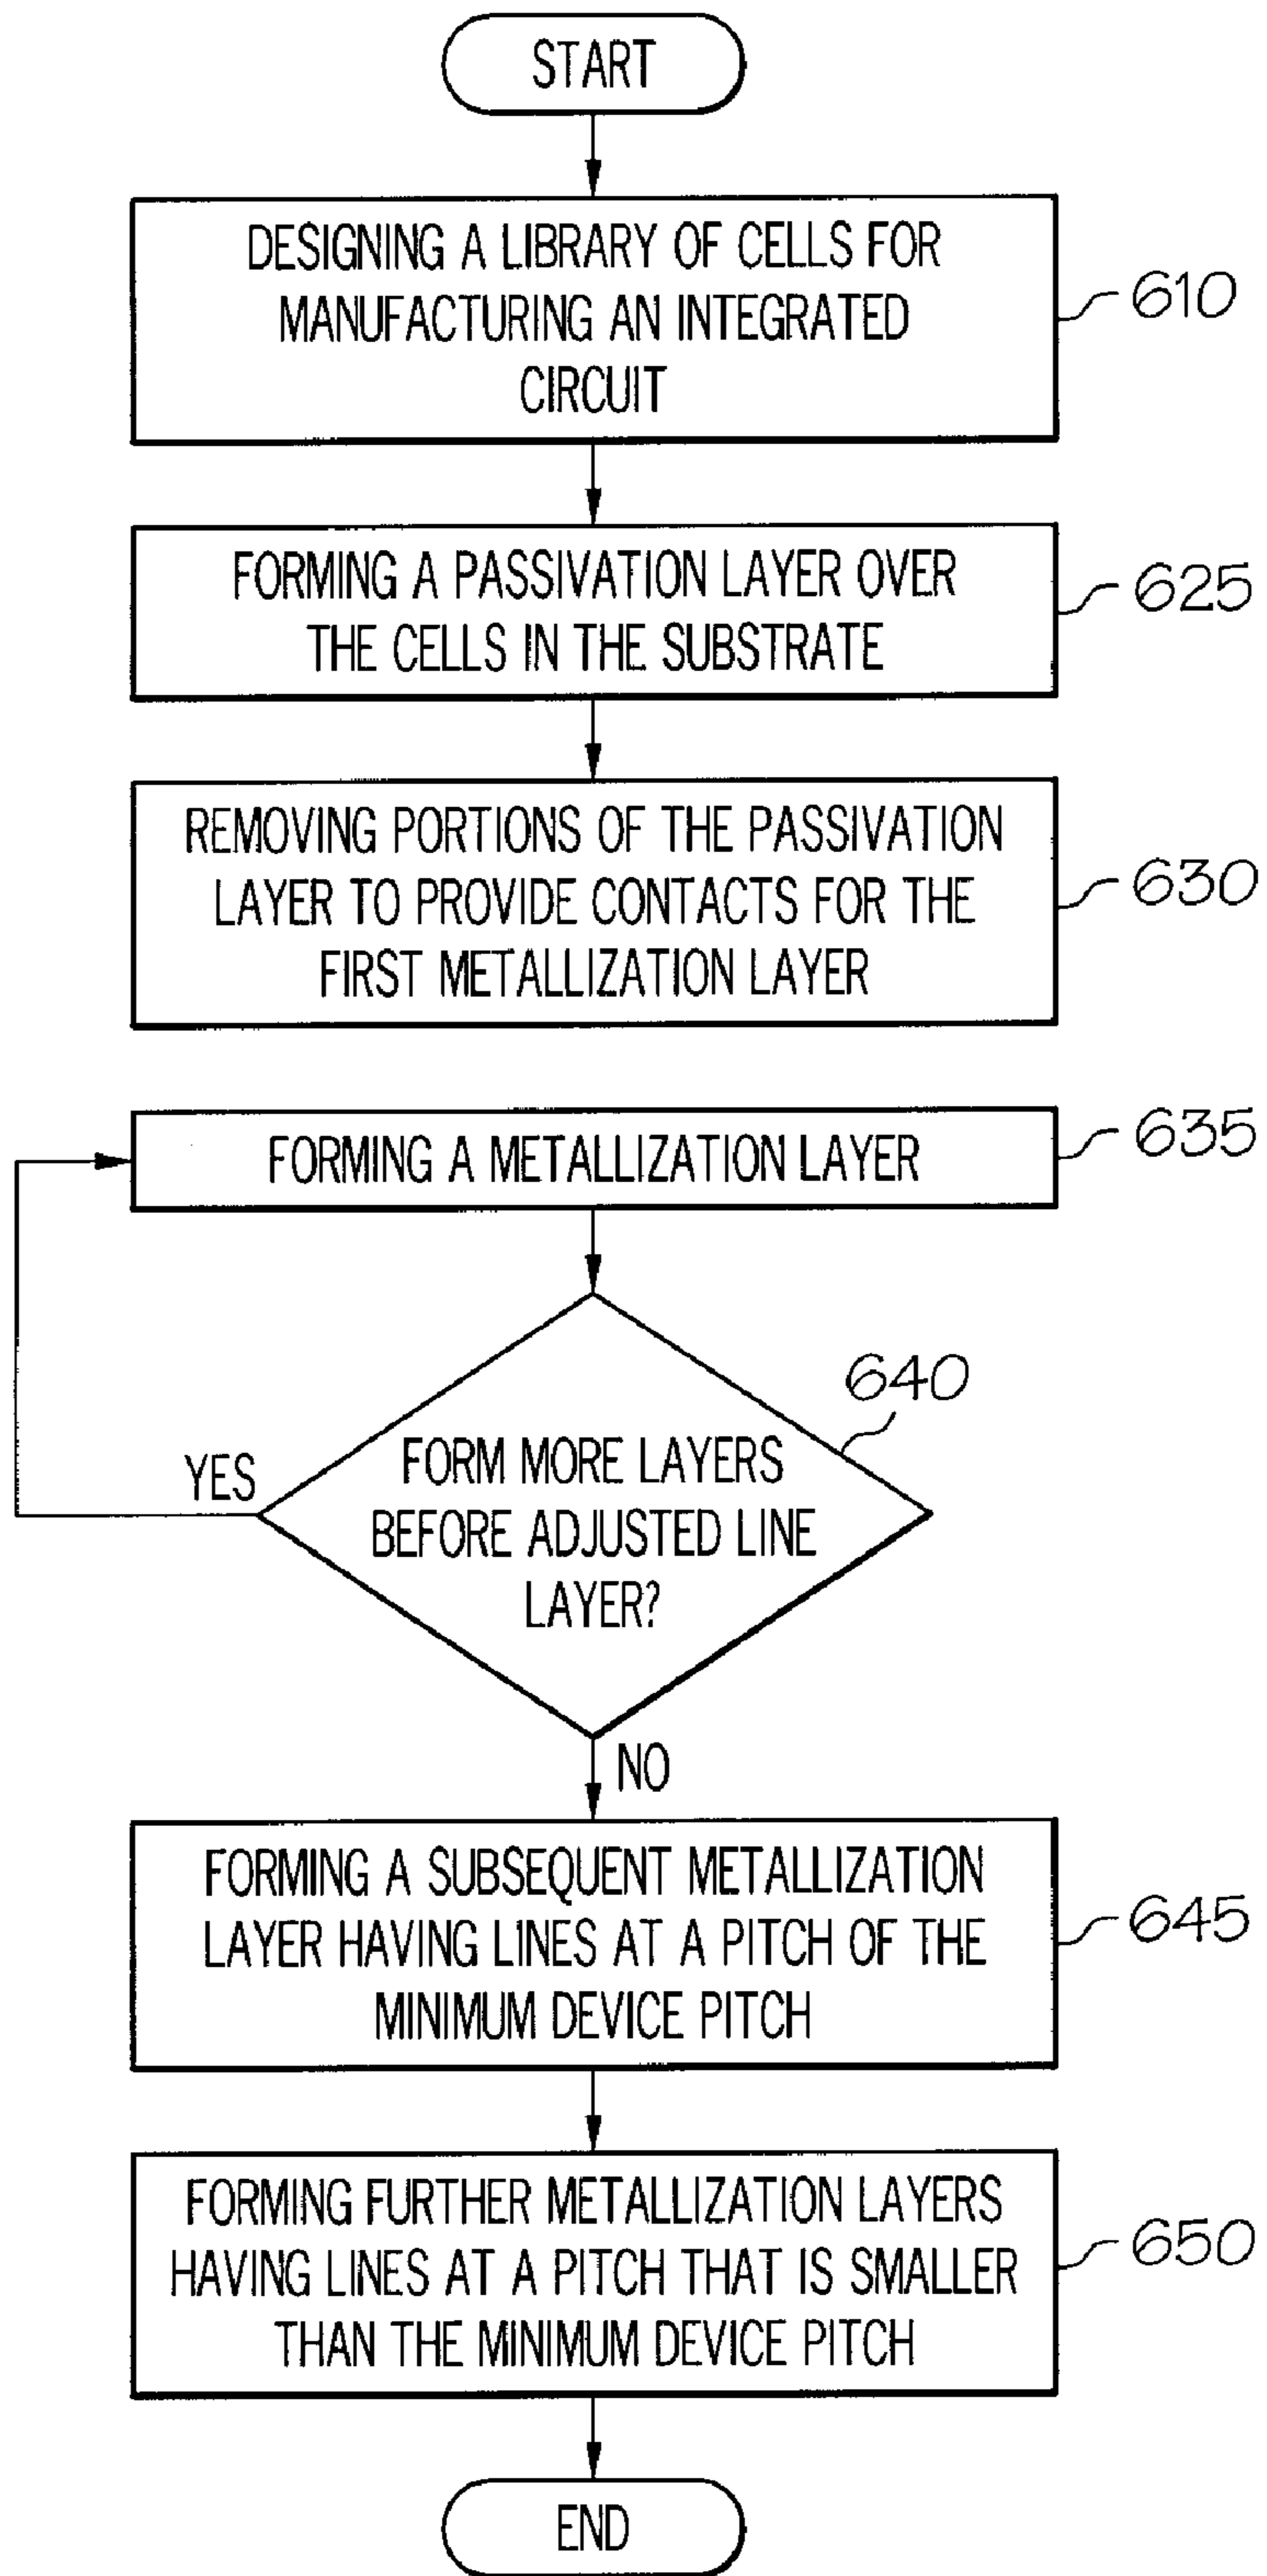 START
DESIGNING A LIBRARY OF CELLS FOR
MANUFACTURING AN INTEGRATED
CIRCUIT
610
FORMING A PASSIVATION LAYER OVER
THE CELLS IN THE SUBSTRATE
625
REMOVING PORTIONS OF THE PASSIVATION
LAYER TO PROVIDE CONTACTS FOR THE
FIRST METALLIZATION LAYER
630
FORMING A METALLIZATION LAYER
635
640
FORM MORE LAYERS
BEFORE ADJUSTED LINE
LAYER?
YES
NO
FORMING A SUBSEQUENT METALLIZATION
LAYER HAVING LINES AT A PITCH OF THE
MINIMUM DEVICE PITCH
645
FORMING FURTHER METALLIZATION LAYERS
HAVING LINES AT A PITCH THAT IS SMALLER
THAN THE MINIMUM DEVICE PITCH
650
END